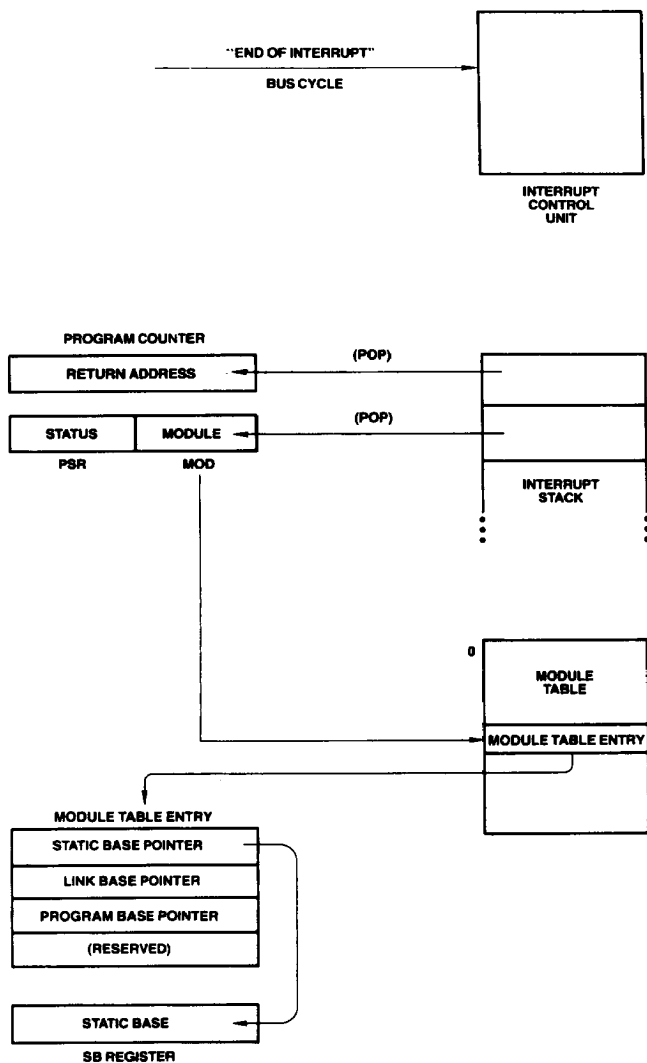 "END OF INTERRUPT"
BUS CYCLE
INTERRUPT
CONTROL
UNIT
PROGRAM COUNTER
RETURN ADDRESS
(POP)
STATUS
MODULE
(POP)
PSR
MOD
INTERRUPT
STACK
0
MODULE
TABLE
MODULE TABLE ENTRY
MODULE TABLE ENTRY
STATIC BASE POINTER
LINK BASE POINTER
PROGRAM BASE POINTER
(RESERVED)
STATIC BASE
SB REGISTER